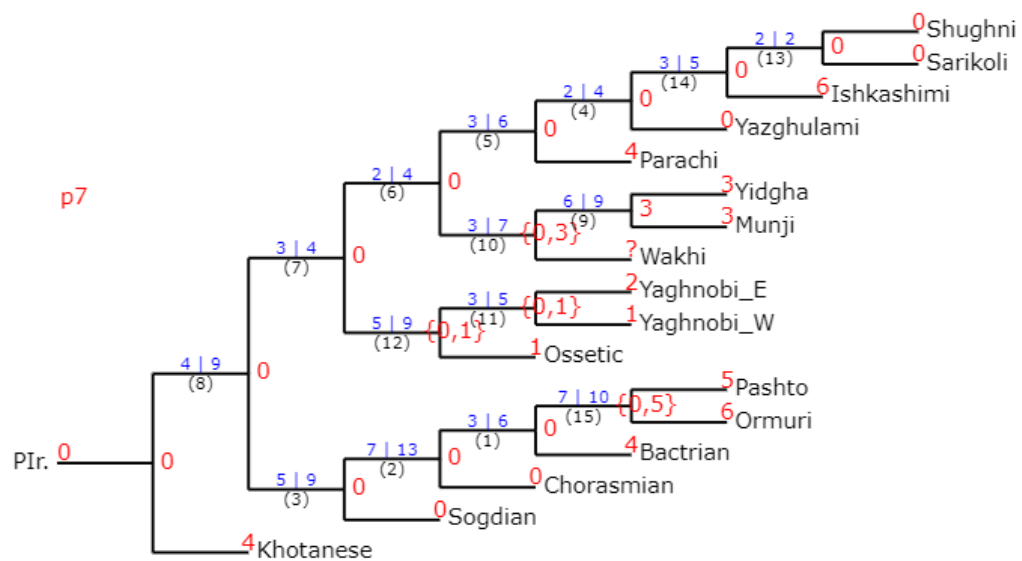 0 Shughni
2 | 2
(13)
0
0 Sarikoli
3 | 5
(14)
0
6 Ishkashimi
2 | 4
(4)
0
0 Yazghulami
3 | 6
(5)
0
4 Parachi
2 | 4
(6)
0
p7
3 Yidgha
6 | 9
(9)
3
3 Munji
3 | 7
(10)
{0,3}
? Wakhi
3 | 4
(7)
0
2 Yaghnobi_E
3 | 5
(11)
{0,1}
1 Yaghnobi_W
5 | 9
(12)
{0,1}
1 Ossetic
4 | 9
(8)
0
5 Pashto
7 | 10
(15)
{0,5}
6 Ormuri
3 | 6
(1)
0
4 Bactrian
7 | 13
(2)
0
0 Chorasmian
PIr. 0
0
5 | 9
(3)
0
0 Sogdian
4 Khotanese